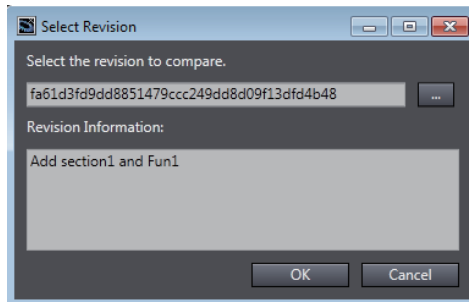 Select Revision
Select the revision to compare.
fa61d3fd9dd8851479ccc249dd8d09f13dfd4b48
...
Revision Information:
Add section1 and Fun1
OK Cancel